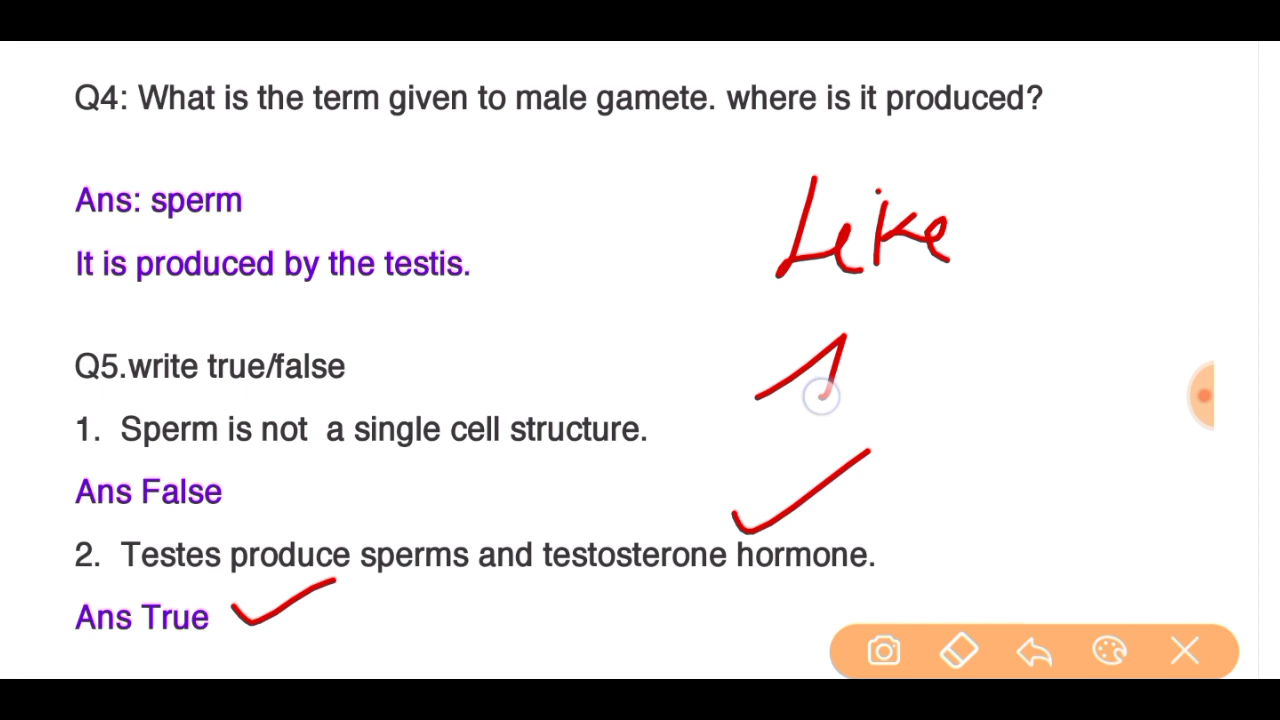 Q4: What is the term given to male gamete. where is it produced?
Ans: sperm
It is produced by the testis.
Like
Q5.write true/false
1. Sperm is not a single cell structure.
Ans False
2. Testes produce sperms and testosterone hormone.
Ans True